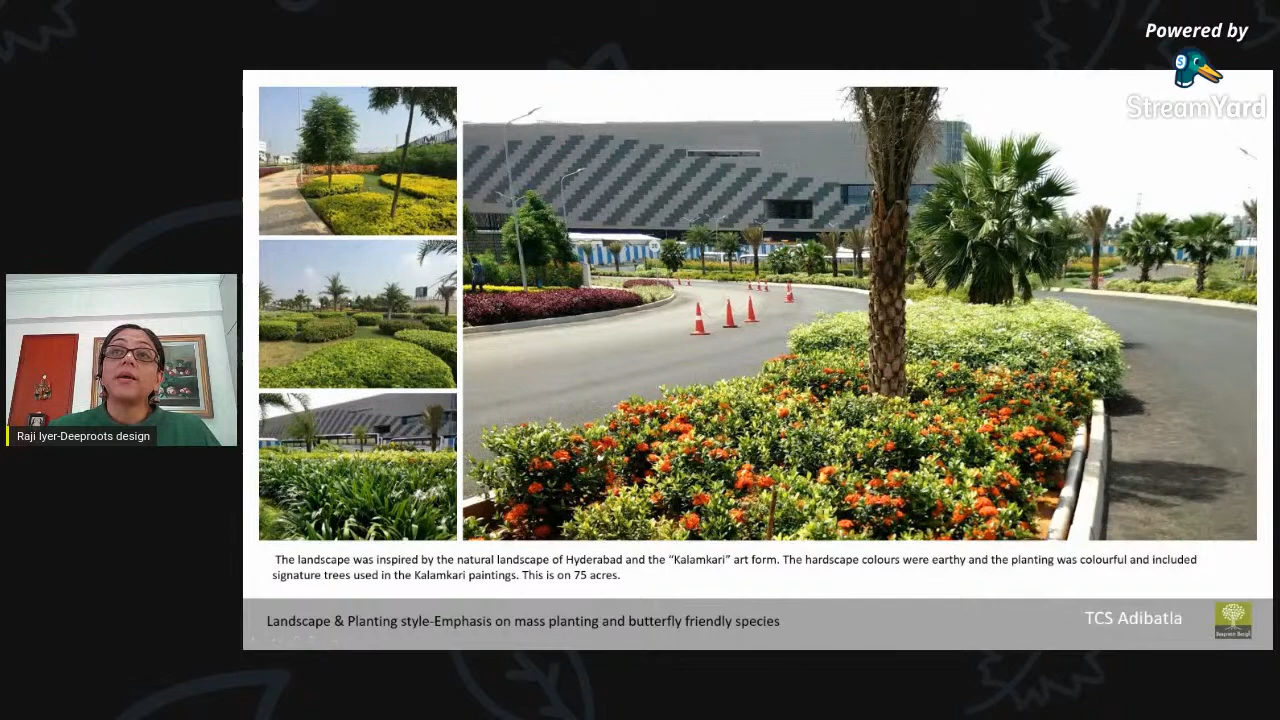 Powered by
StreamYard
Raji Iyer-Deeproots design
The landscape was inspired by the natural landscape of Hyderabad and the “Kalamkari” art form. The hardscape colours were earthy and the planting was colourful and included
signature trees used in the Kalamkari paintings. This is on 75 acres.
Landscape & Planting style-Emphasis on mass planting and butterfly friendly species
TCS Adibatla